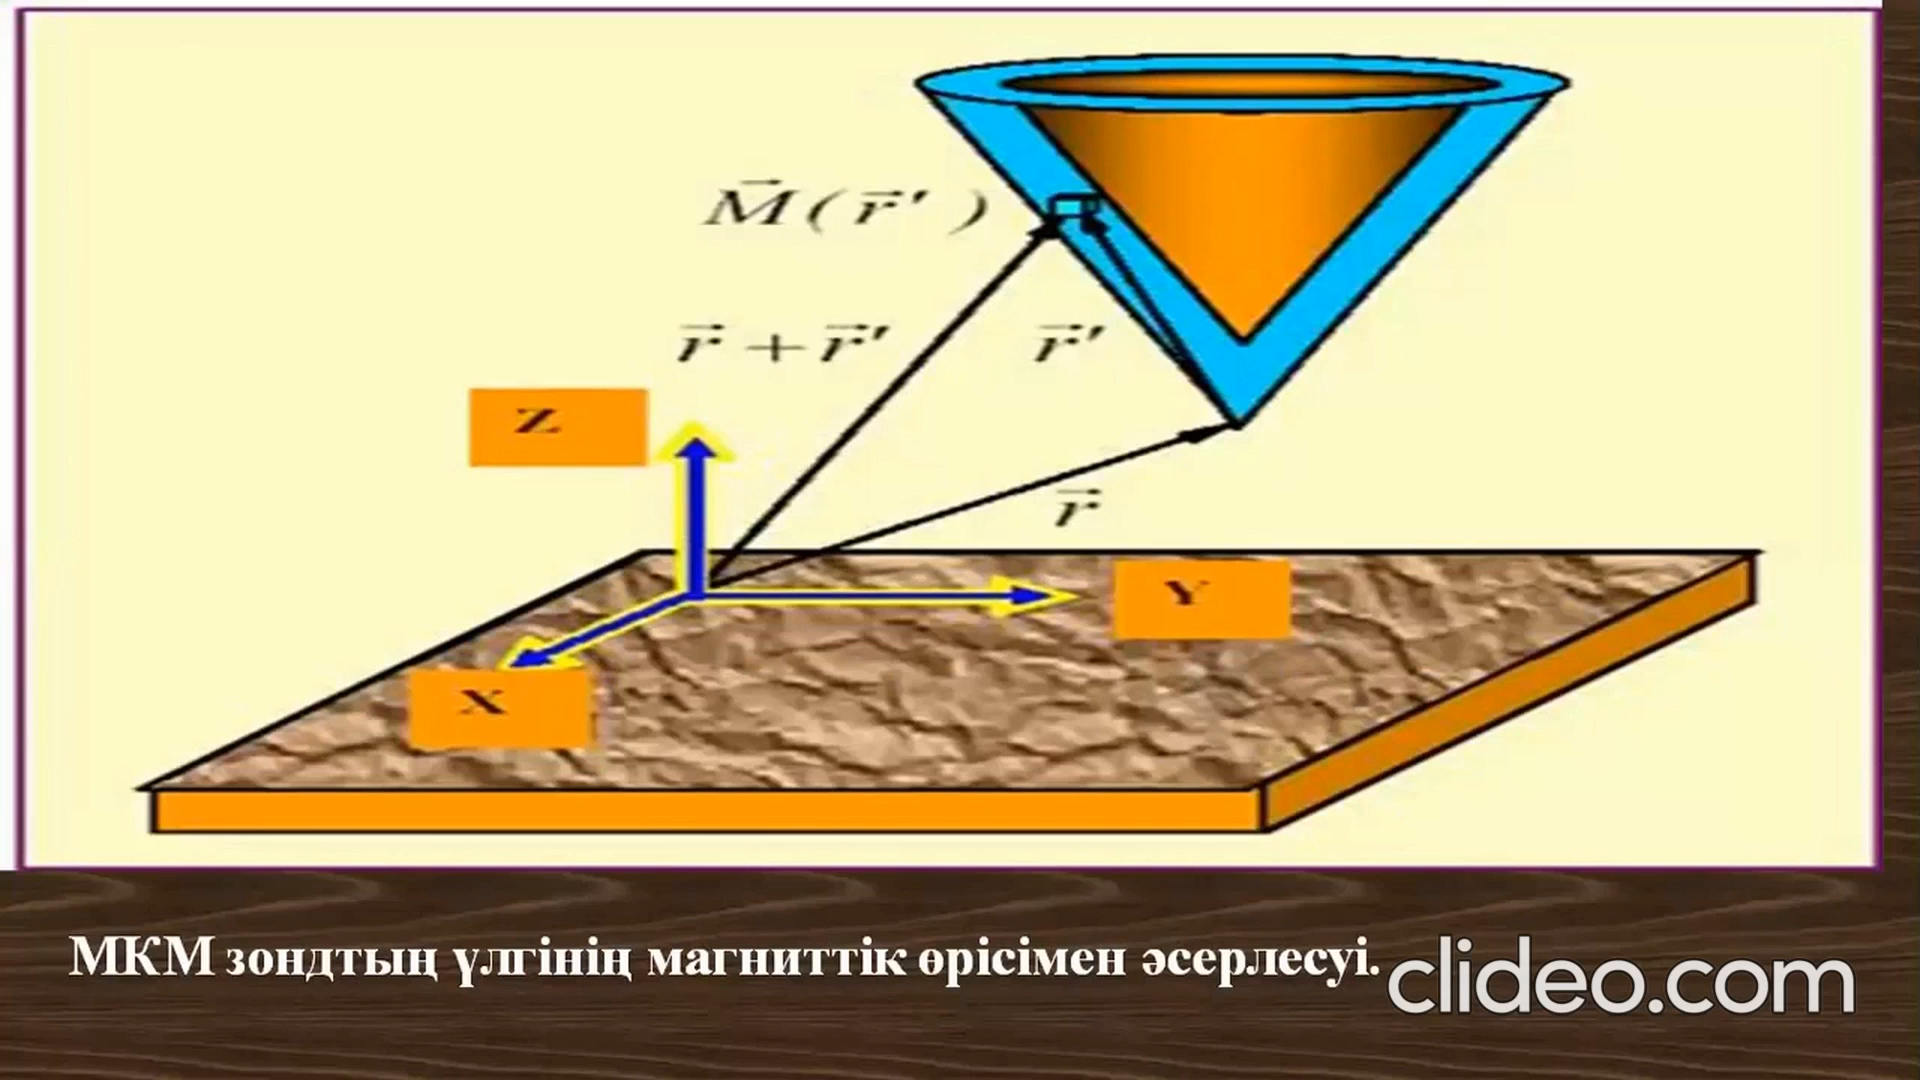 M⃗(r⃗′)
r⃗ + r⃗′
r⃗′
Z
r⃗
Y
X
МКМ зондтың үлгінің магниттік өрісімен әсерлесуі.
clideo.com